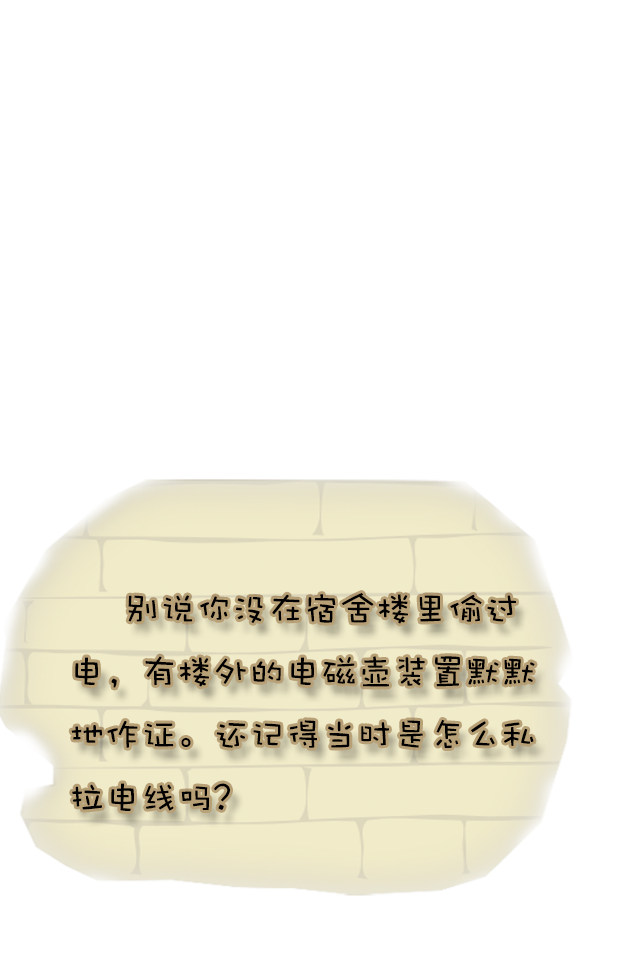 别说你没在宿舍楼里偷过
电，有楼外的电磁壶装置默默
地作证。还记得当时是怎么私
拉电线吗？